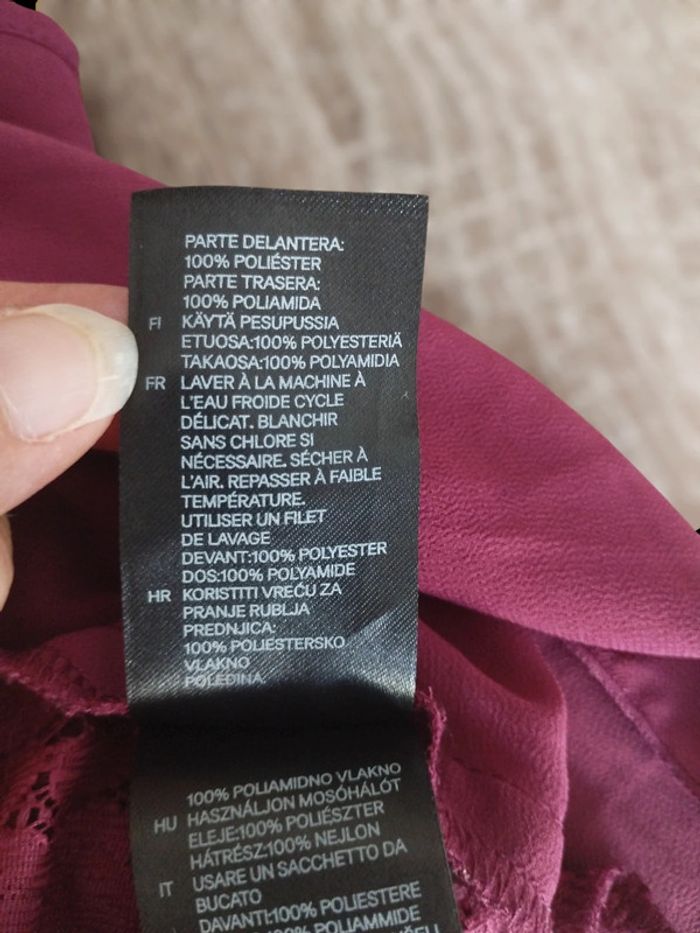 PARTE DELANTERA:
100% POLIÉSTER
PARTE TRASERA:
100% POLIAMIDA
FI KÄYTÄ PESUPUSSIA
ETUOSA:100% POLYESTERIÄ
TAKAOSA:100% POLYAMIDIA
FR LAVER À LA MACHINE À
L'EAU FROIDE CYCLE
DÉLICAT. BLANCHIR
SANS CHLORE SI
NÉCESSAIRE. SÉCHER À
L'AIR. REPASSER À FAIBLE
TEMPÉRATURE.
UTILISER UN FILET
DE LAVAGE
DEVANT:100% POLYESTER
DOS:100% POLYAMIDE
HR KORISTITI VREĆU ZA
PRANJE RUBLJA
PREDNJICA:
100% POLIESTERSKO
VLAKNO
POLEĐINA:
100% POLIAMIDNO VLAKNO
HU HASZNÁLJON MOSÓHÁLÓT
ELEJE:100% POLIÉSZTER
HÁTRÉSZ:100% NEJLON
IT USARE UN SACCHETTO DA
BUCATO
DAVANTI:100% POLIESTERE
100% POLIAMMIDE